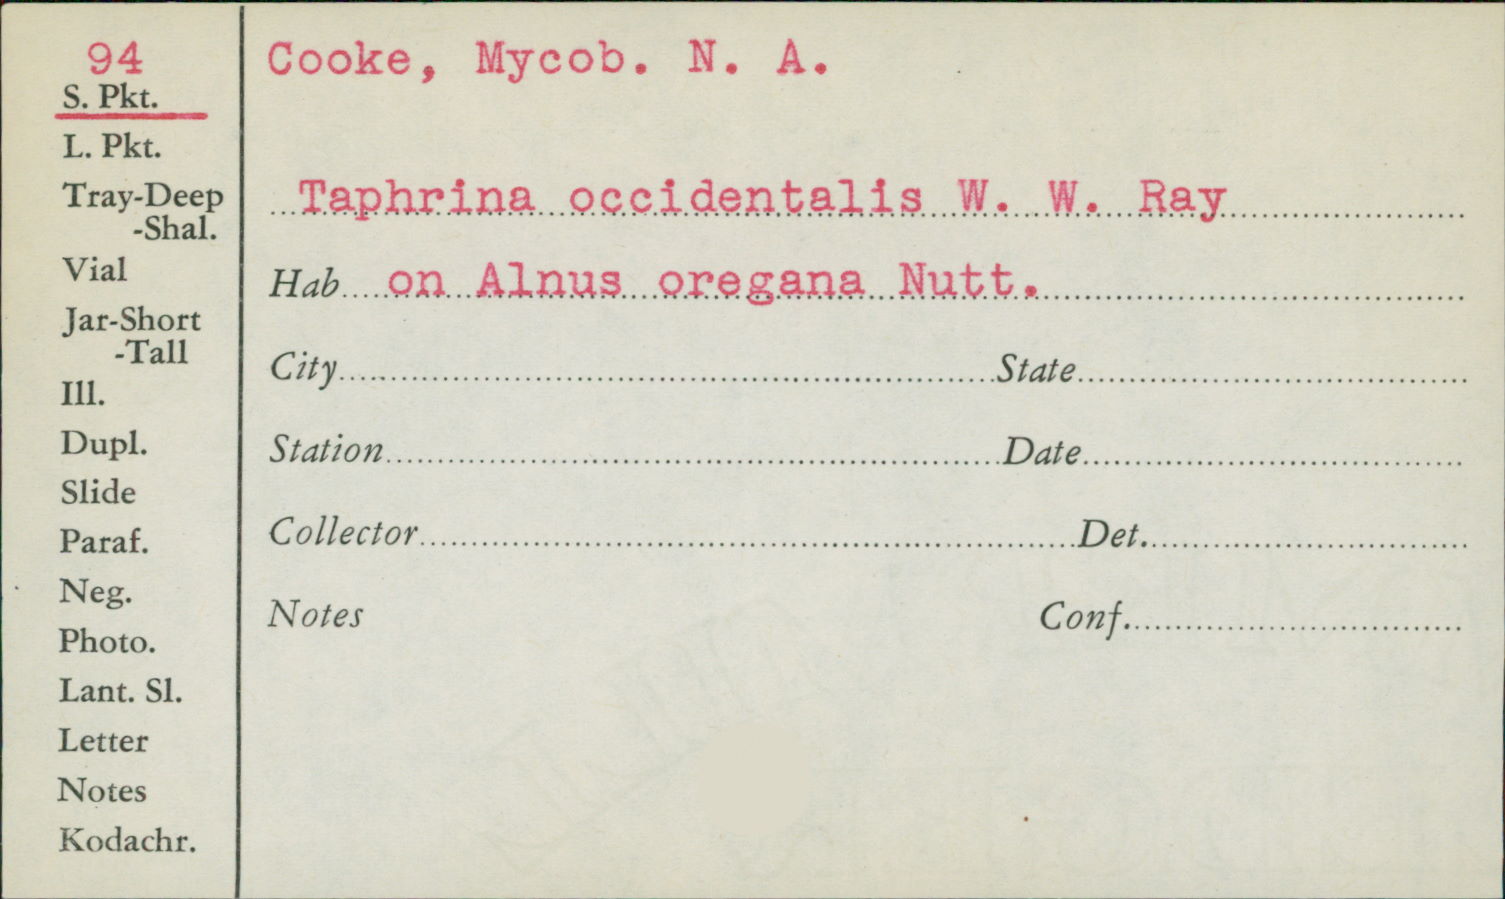 94
S. Pkt.
L. Pkt.
Tray-Deep
-Shal.
Vial
Jar-Short
-Tall
Ill.
Dupl.
Slide
Paraf.
Neg.
Photo.
Lant. Sl.
Letter
Notes
Kodachr.
Cooke, Mycob. N. A.
Taphrina occidentalis W. W. Ray
Hab on Alnus oregana Nutt.
City State
Station Date
Collector Det.
Notes Conf.